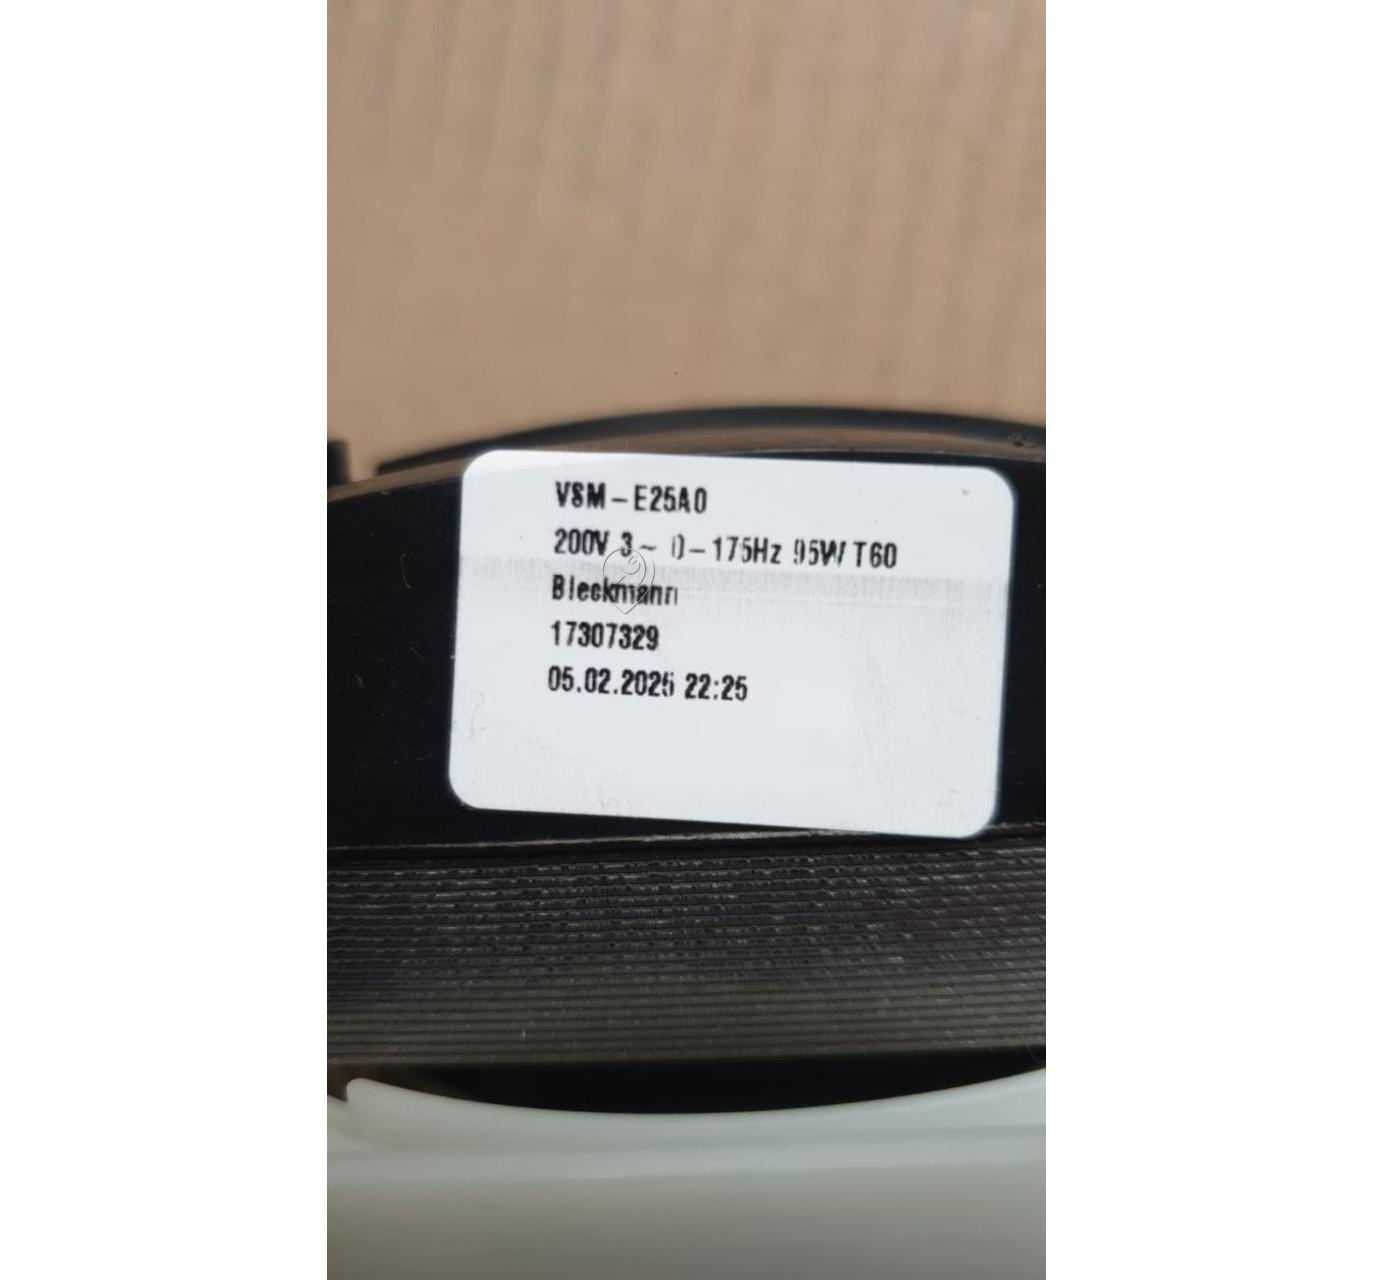 VSM-E25A0
200V 3~ 0-175Hz 95W T60
Bleckmann
17307329
05.02.2025 22:25